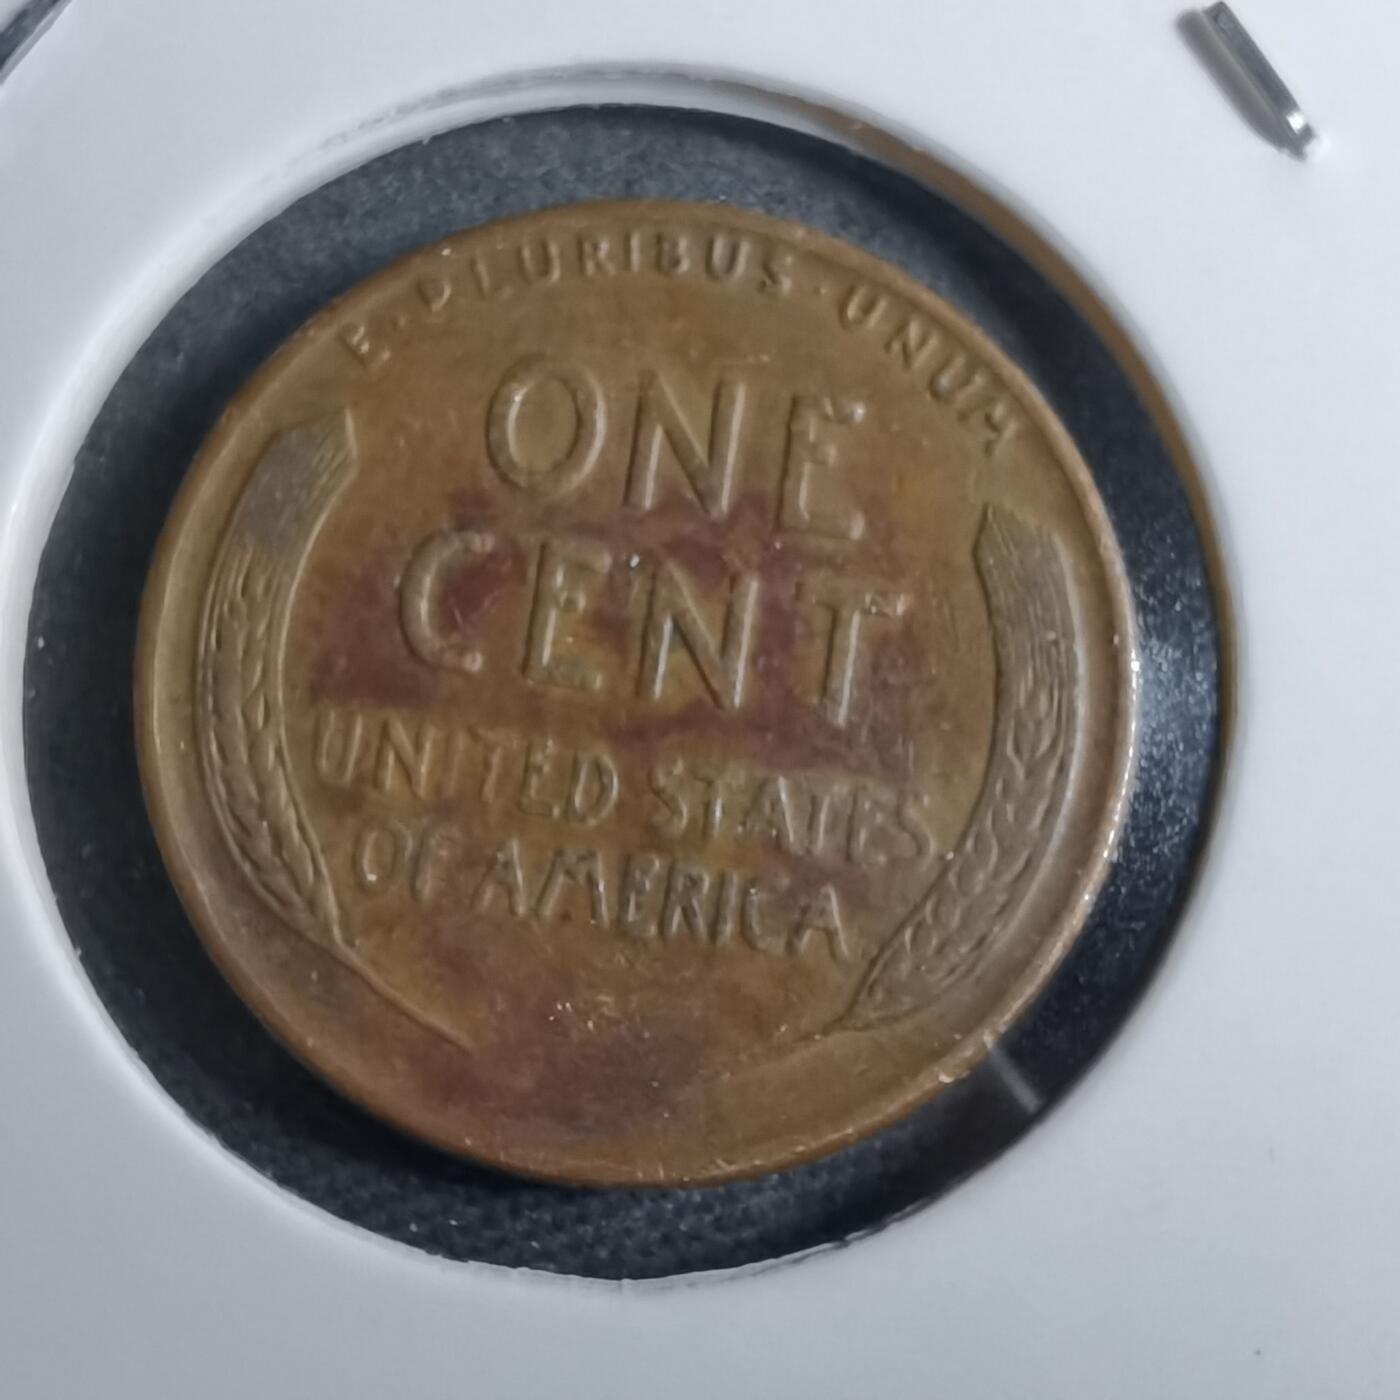 E·PLURIBUS·UNUM
ONE
CENT
UNITED STATES
OF AMERICA